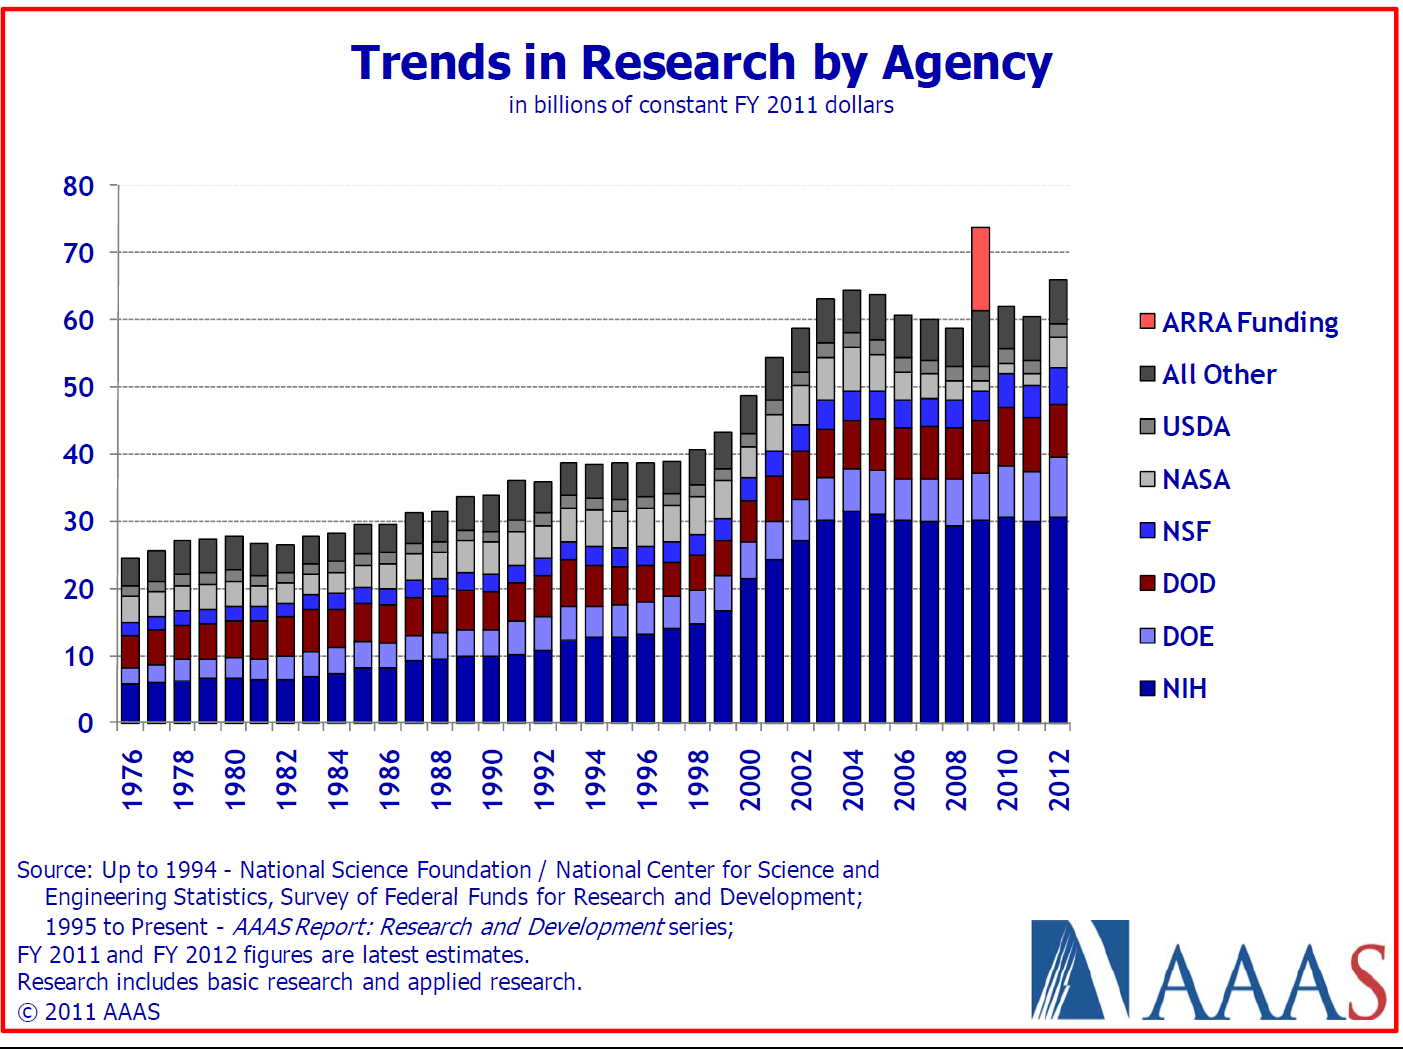 Trends in Research by Agency
in billions of constant FY 2011 dollars
80
70
60
50
40
30
20
10
0
ARRA Funding
All Other
USDA
NASA
NSF
DOD
DOE
NIH
1976
1978
1980
1982
1984
1986
1988
1990
1992
1994
1996
1998
2000
2002
2004
2006
2008
2010
2012
Source: Up to 1994 - National Science Foundation / National Center for Science and
Engineering Statistics, Survey of Federal Funds for Research and Development;
1995 to Present - AAAS Report: Research and Development series;
FY 2011 and FY 2012 figures are latest estimates.
Research includes basic research and applied research.
© 2011 AAAS
AAAS